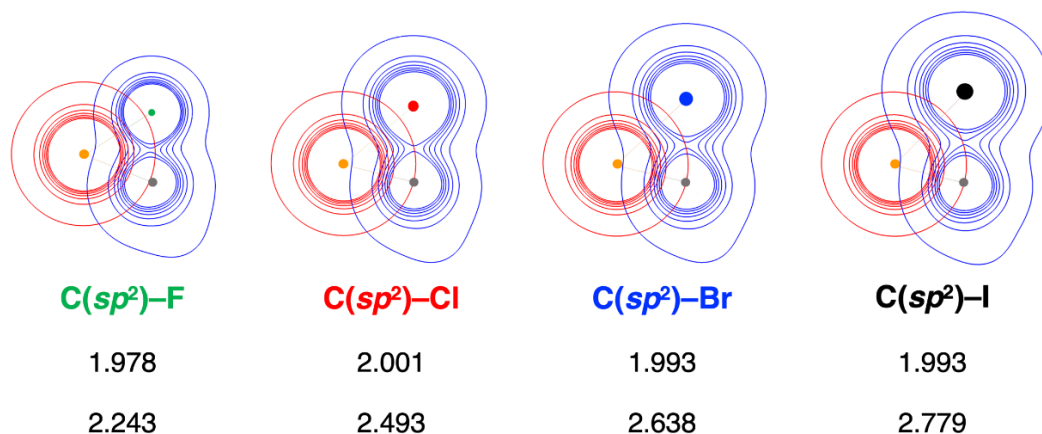 C(sp²)–F C(sp²)–Cl C(sp²)–Br C(sp²)–I
1.978 2.001 1.993 1.993
2.243 2.493 2.638 2.779